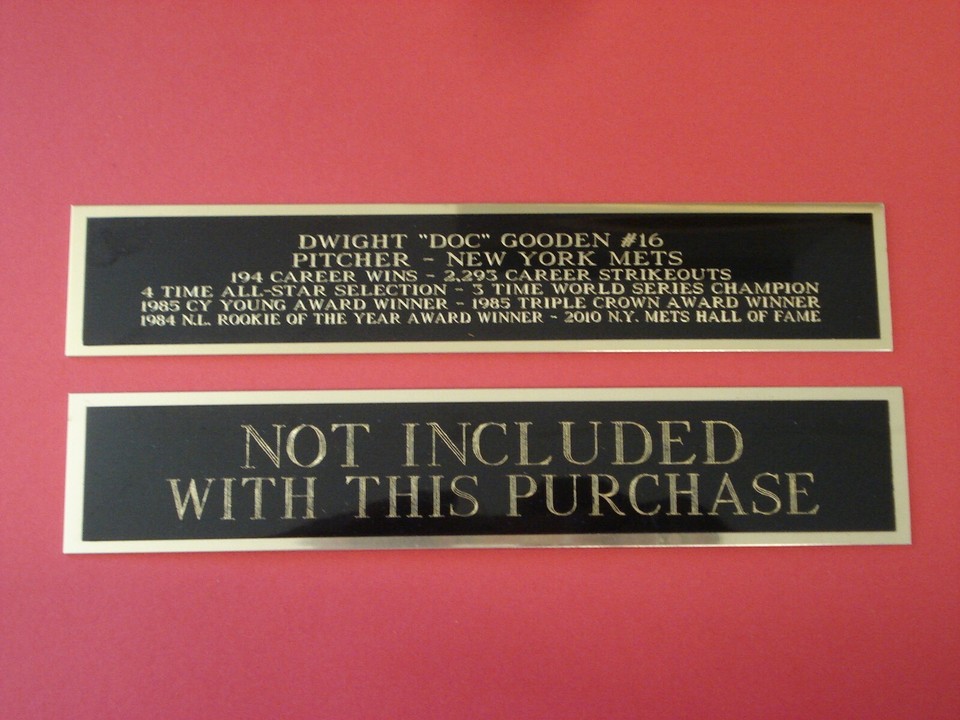 DWIGHT "DOC" GOODEN #16
PITCHER - NEW YORK METS
194 CAREER WINS - 2,293 CAREER STRIKEOUTS
4 TIME ALL-STAR SELECTION - 3 TIME WORLD SERIES CHAMPION
1985 CY YOUNG AWARD WINNER - 1985 TRIPLE CROWN AWARD WINNER
1984 N.L. ROOKIE OF THE YEAR AWARD WINNER - 2010 N.Y. METS HALL OF FAME
NOT INCLUDED
WITH THIS PURCHASE